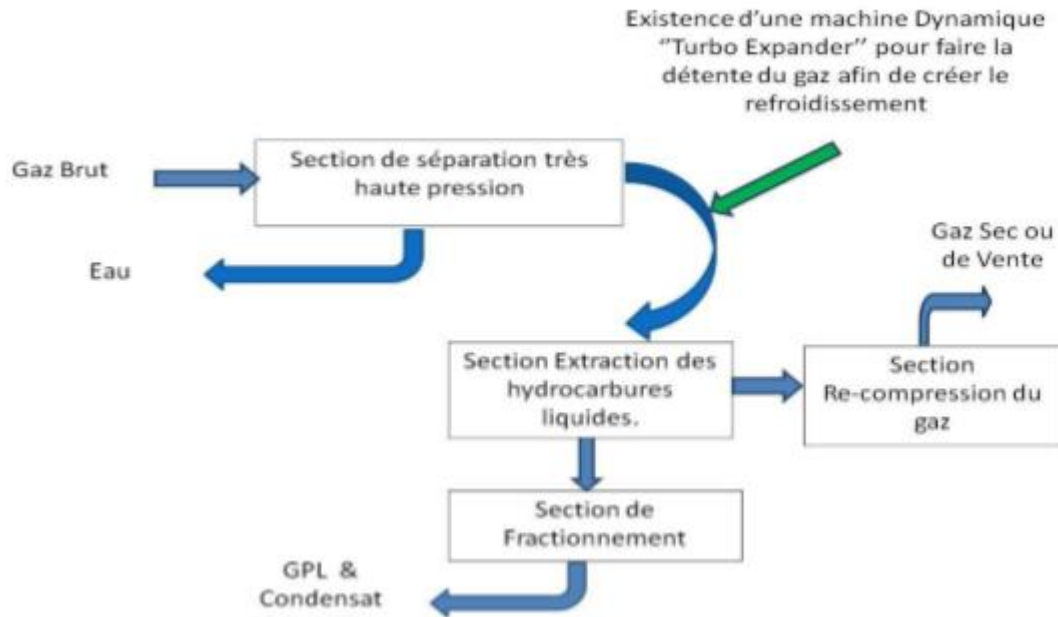 Existence d'une machine Dynamique
"Turbo Expander'' pour faire la
détente du gaz afin de créer le
refroidissement
Gaz Brut
Section de séparation très
haute pression
Eau
Gaz Sec ou
de Vente
Section Extraction des
hydrocarbures
liquides.
Section
Re-compression du
gaz
Section de
Fractionnement
GPL &
Condensat